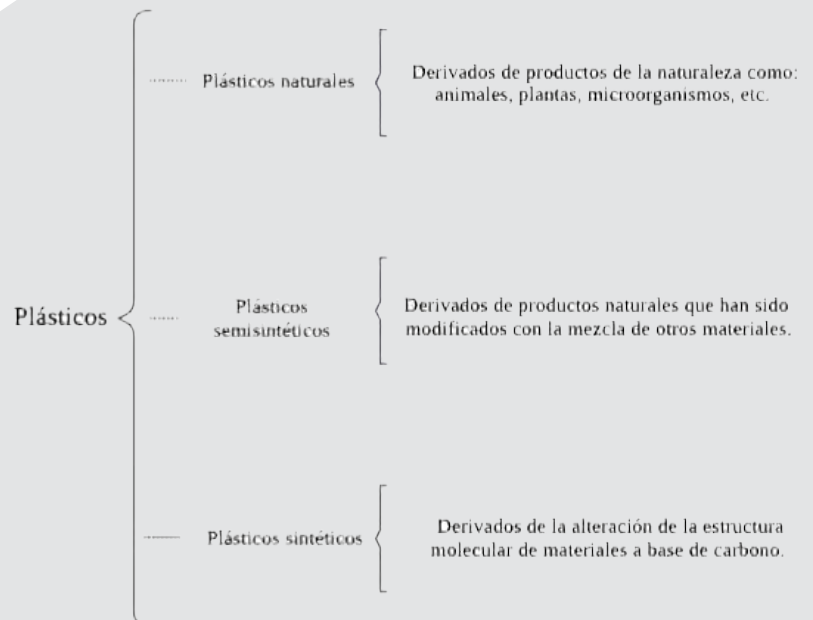 Plásticos
Plásticos naturales
Derivados de productos de la naturaleza como:
animales, plantas, microorganismos, etc.
Plásticos
semisintéticos
Derivados de productos naturales que han sido
modificados con la mezcla de otros materiales.
Plásticos sintéticos
Derivados de la alteración de la estructura
molecular de materiales a base de carbono.